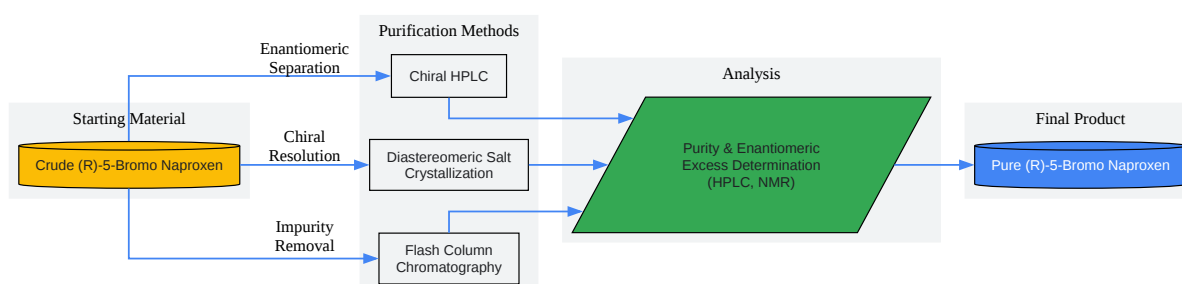 Purification Methods
Enantiomeric
Separation
Chiral HPLC
Analysis
Starting Material
Final Product
Crude (R)-5-Bromo Naproxen
Chiral
Resolution
Diastereomeric Salt
Crystallization
Purity & Enantiomeric
Excess Determination
(HPLC, NMR)
Pure (R)-5-Bromo Naproxen
Impurity
Removal
Flash Column
Chromatography